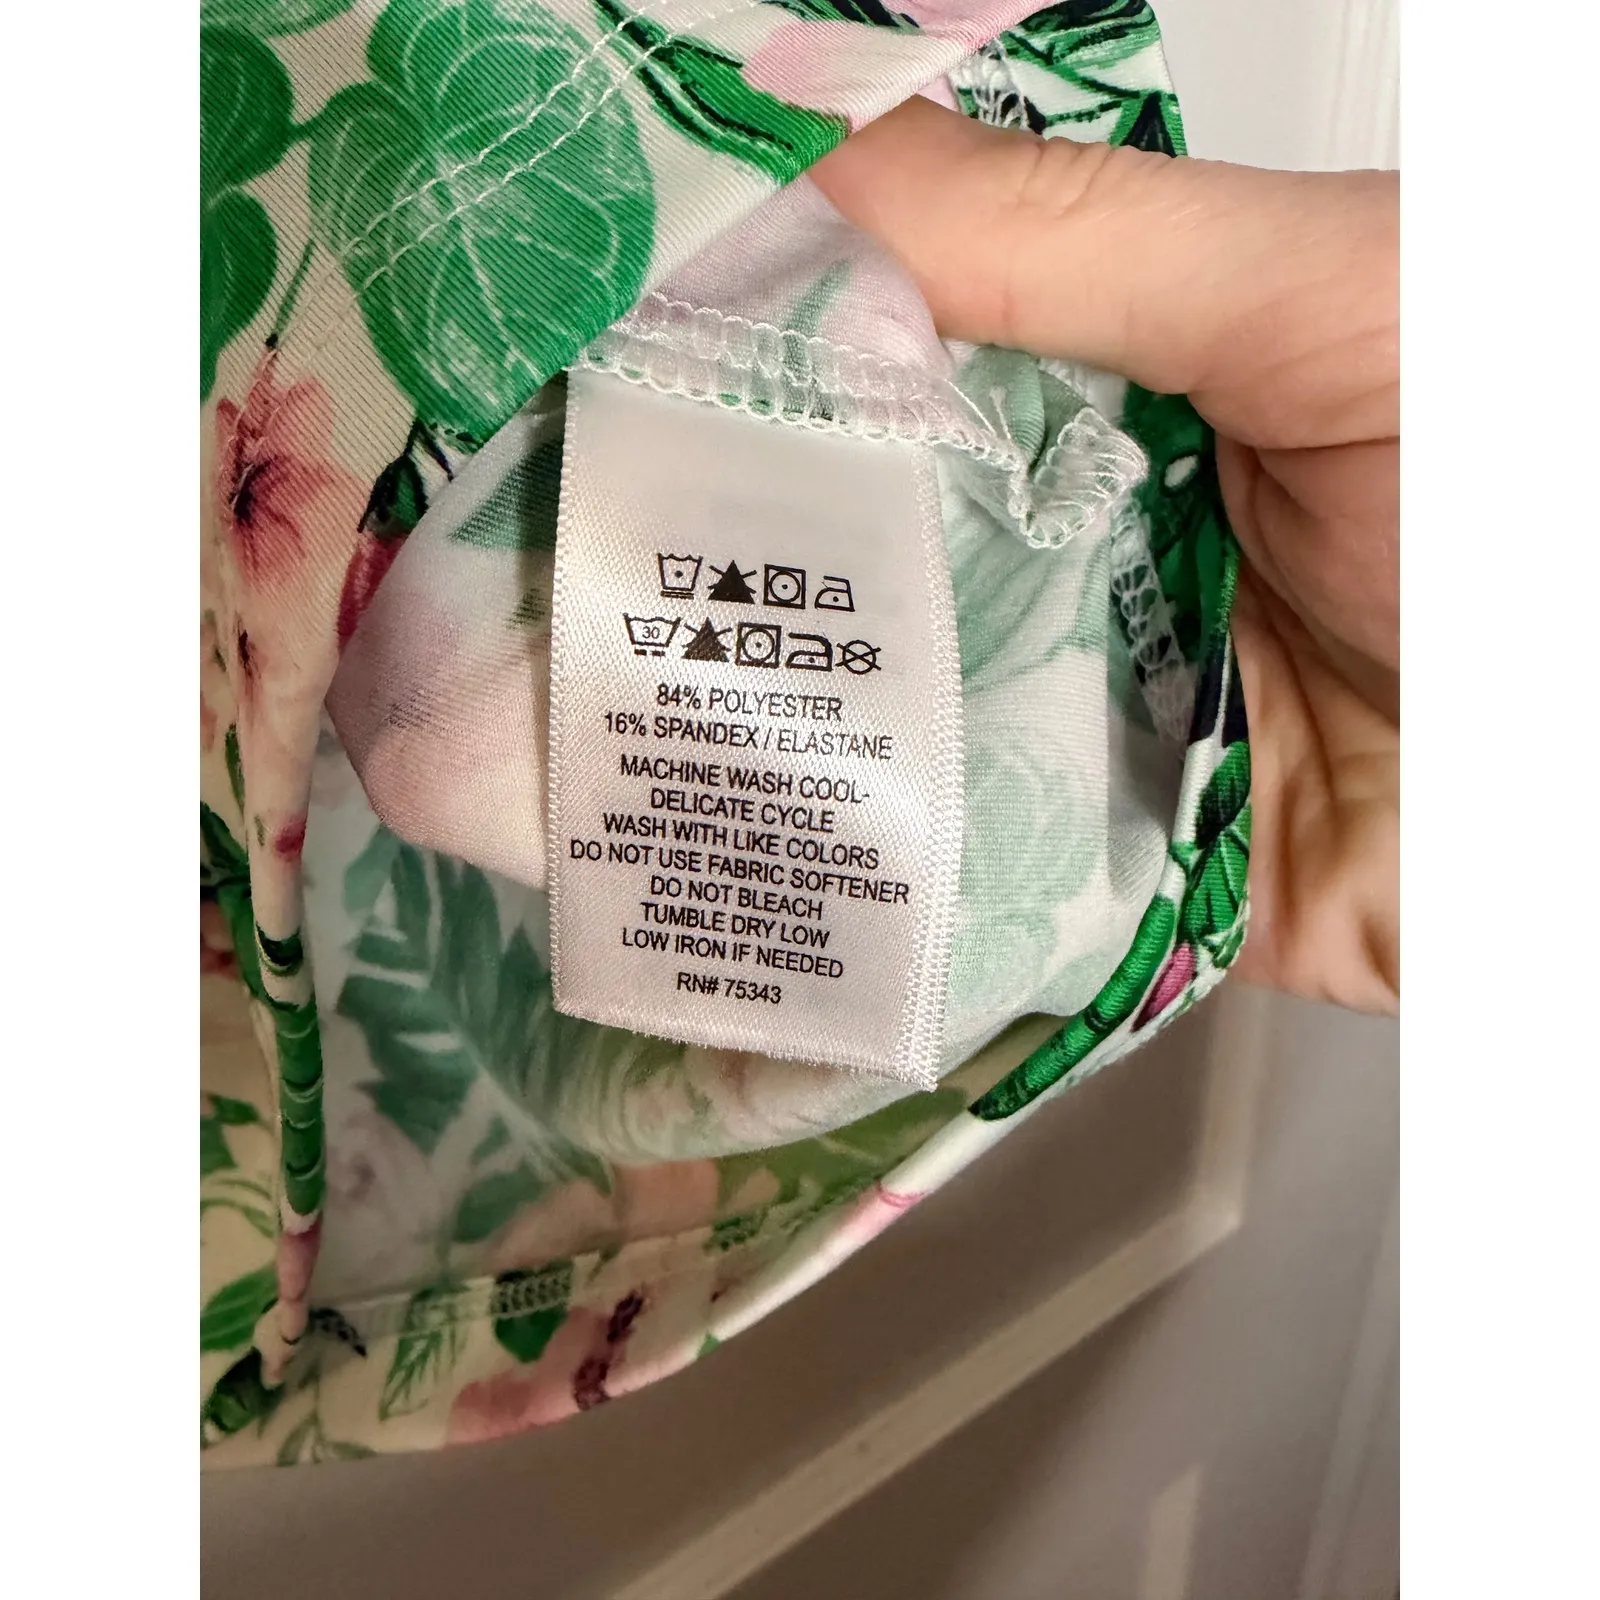 30
84% POLYESTER
16% SPANDEX / ELASTANE
MACHINE WASH COOL-
DELICATE CYCLE
WASH WITH LIKE COLORS
DO NOT USE FABRIC SOFTENER
DO NOT BLEACH
TUMBLE DRY LOW
LOW IRON IF NEEDED
RN# 75343